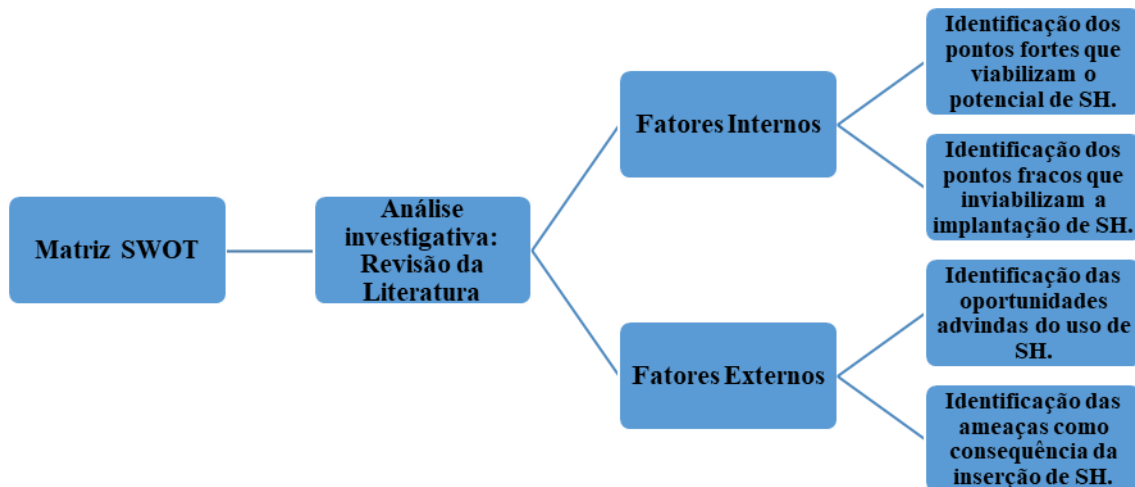 Matriz SWOT
Análise
investigativa:
Revisão da
Literatura
Fatores Internos
Identificação dos
pontos fortes que
viabilizam o
potencial de SH.
Identificação dos
pontos fracos que
inviabilizam a
implantação de SH.
Fatores Externos
Identificação das
oportunidades
advindas do uso de
SH.
Identificação das
ameaças como
consequência da
inserção de SH.